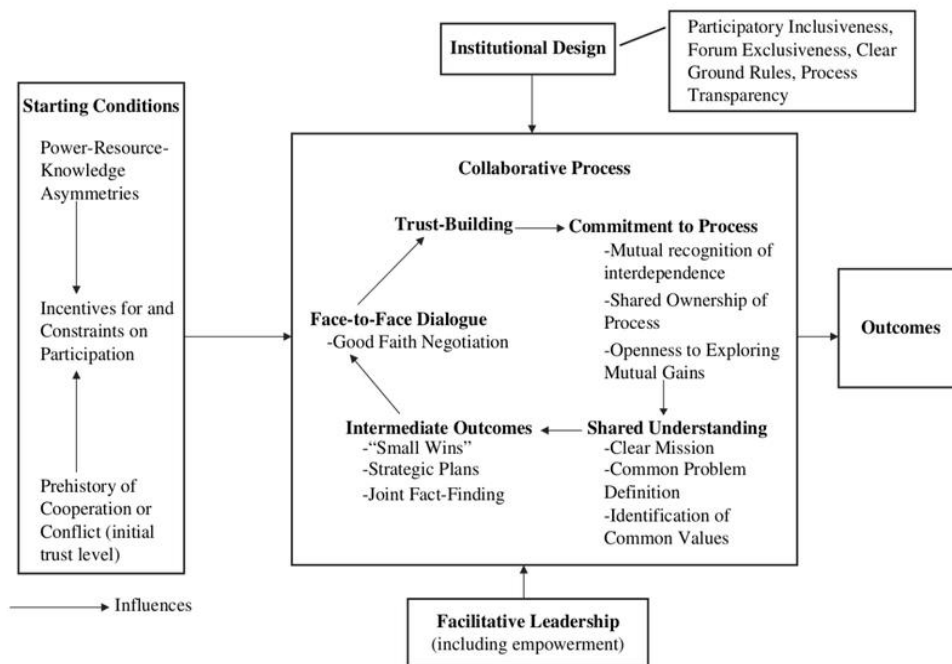 Institutional Design
Participatory Inclusiveness,
Forum Exclusiveness, Clear
Ground Rules, Process
Transparency
Starting Conditions
Power-Resource-
Knowledge
Asymmetries
Incentives for and
Constraints on
Participation
Prehistory of
Cooperation or
Conflict (initial
trust level)
Influences
Collaborative Process
Trust-Building
Commitment to Process
-Mutual recognition of
interdependence
-Shared Ownership of
Process
-Openness to Exploring
Mutual Gains
Face-to-Face Dialogue
-Good Faith Negotiation
Intermediate Outcomes
-“Small Wins”
-Strategic Plans
-Joint Fact-Finding
Shared Understanding
-Clear Mission
-Common Problem
Definition
-Identification of
Common Values
Outcomes
Facilitative Leadership
(including empowerment)